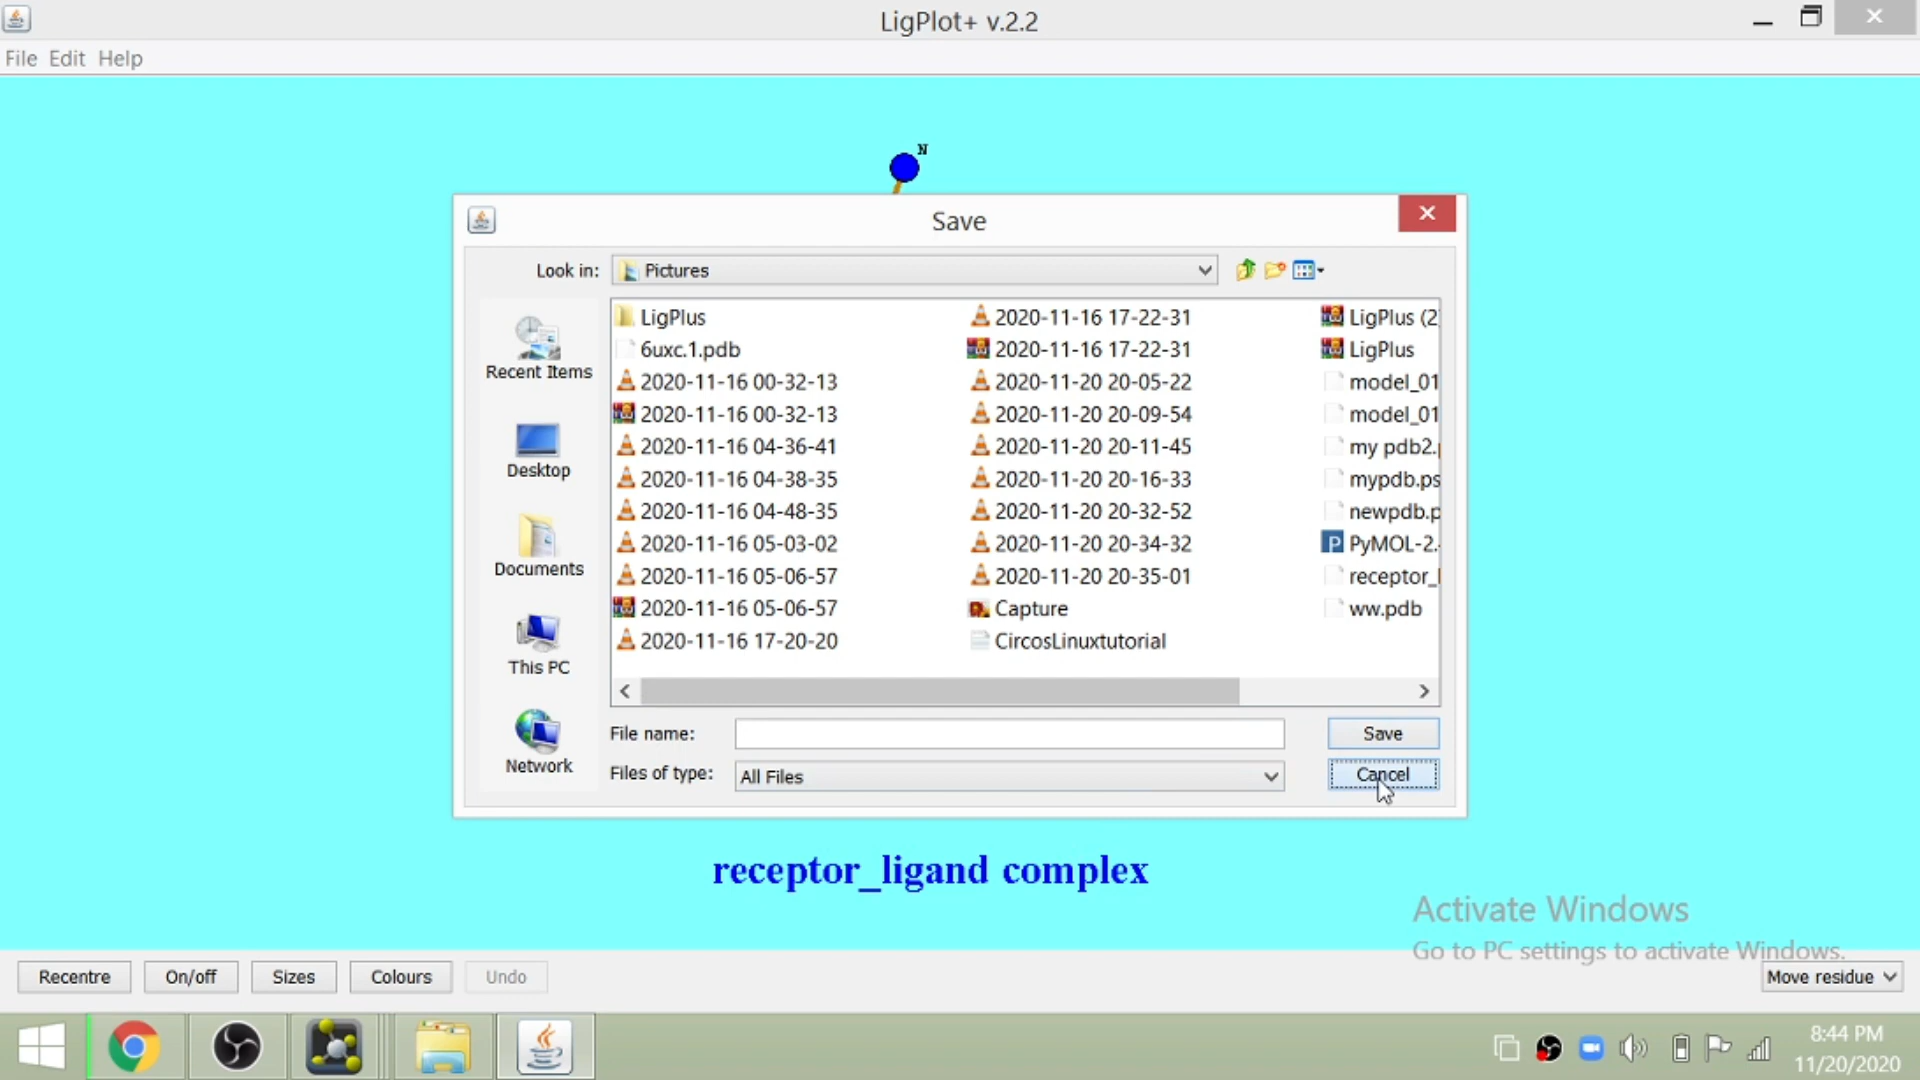 LigPlot+ v.2.2
File Edit Help
N
Save
Look in: Pictures
Recent Items
Desktop
Documents
This PC
Network
LigPlus
6uxc.1.pdb
2020-11-16 00-32-13
2020-11-16 00-32-13
2020-11-16 04-36-41
2020-11-16 04-38-35
2020-11-16 04-48-35
2020-11-16 05-03-02
2020-11-16 05-06-57
2020-11-16 05-06-57
2020-11-16 17-20-20
2020-11-16 17-22-31
2020-11-16 17-22-31
2020-11-20 20-05-22
2020-11-20 20-09-54
2020-11-20 20-11-45
2020-11-20 20-16-33
2020-11-20 20-32-52
2020-11-20 20-34-32
2020-11-20 20-35-01
Capture
CircosLinuxtutorial
LigPlus (2
LigPlus
model_01
model_01
my pdb2.
mypdb.ps
newpdb.p
PyMOL-2.
receptor_
ww.pdb
File name:
Save
Files of type: All Files
Cancel
receptor_ligand complex
Activate Windows
Go to PC settings to activate Windows.
Recentre On/off Sizes Colours Undo Move residue
8:44 PM
11/20/2020